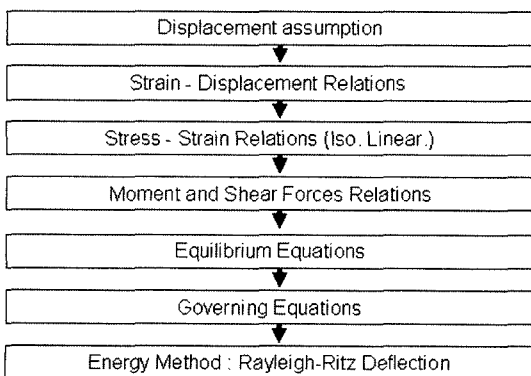 Displacement assumption
Strain - Displacement Relations
Stress - Strain Relations (Iso. Linear.)
Moment and Shear Forces Relations
Equilibrium Equations
Governing Equations
Energy Method : Rayleigh-Ritz Deflection